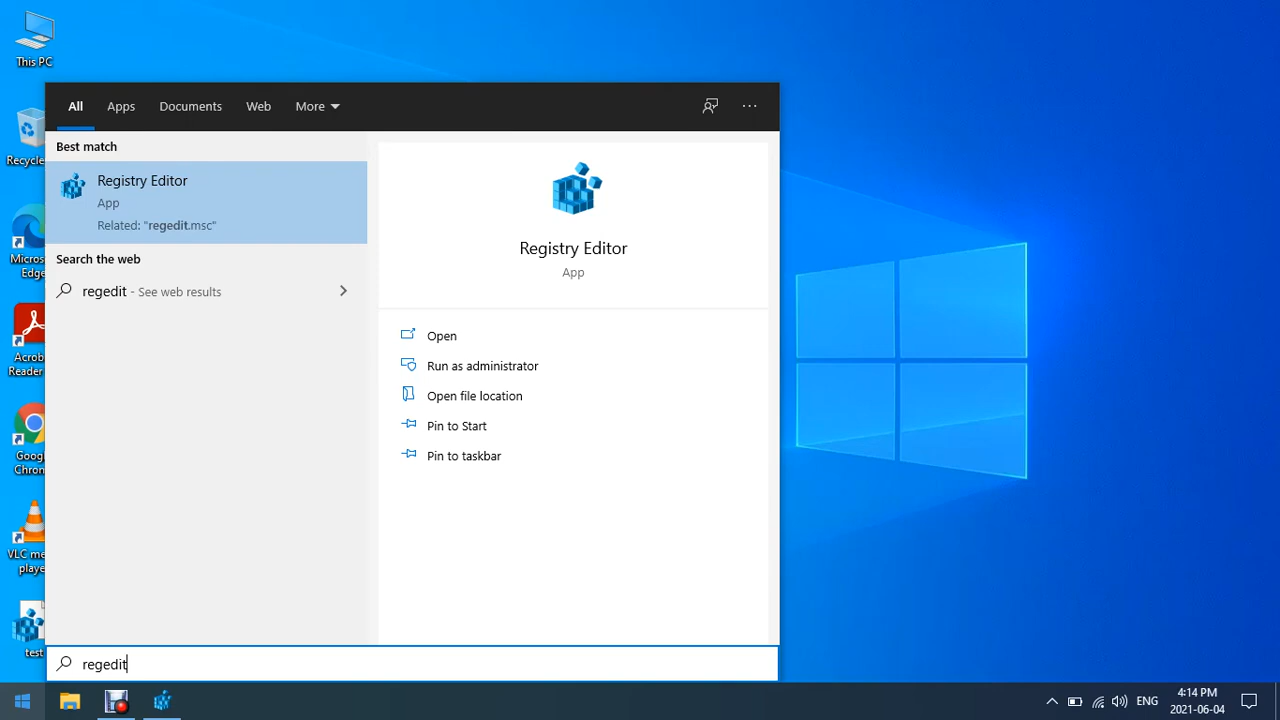 This PC
Recycle
Micros
Edge
Acrob
Reader
Googl
Chrom
VLC me
playe
test
All
Apps
Documents
Web
More
Best match
Registry Editor
App
Related: "regedit.msc"
Search the web
regedit - See web results
Registry Editor
App
Open
Run as administrator
Open file location
Pin to Start
Pin to taskbar
regedit
ENG
4:14 PM
2021-06-04